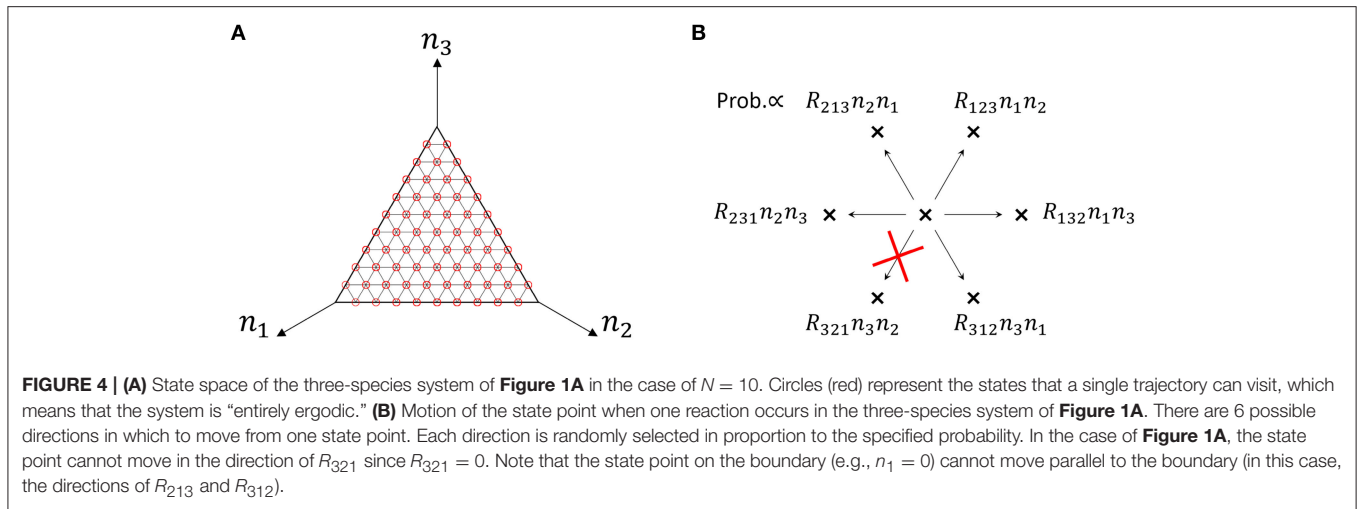 A
B
n₃
n₁
n₂
Prob.∝ R₂₁₃n₂n₁ R₁₂₃n₁n₂
R₂₃₁n₂n₃ R₁₃₂n₁n₃
R₃₂₁n₃n₂ R₃₁₂n₃n₁
FIGURE 4 | (A) State space of the three-species system of Figure 1A in the case of N = 10. Circles (red) represent the states that a single trajectory can visit, which
means that the system is “entirely ergodic.” (B) Motion of the state point when one reaction occurs in the three-species system of Figure 1A. There are 6 possible
directions in which to move from one state point. Each direction is randomly selected in proportion to the specified probability. In the case of Figure 1A, the state
point cannot move in the direction of R₃₂₁ since R₃₂₁ = 0. Note that the state point on the boundary (e.g., n₁ = 0) cannot move parallel to the boundary (in this case,
the directions of R₂₁₃ and R₃₁₂).